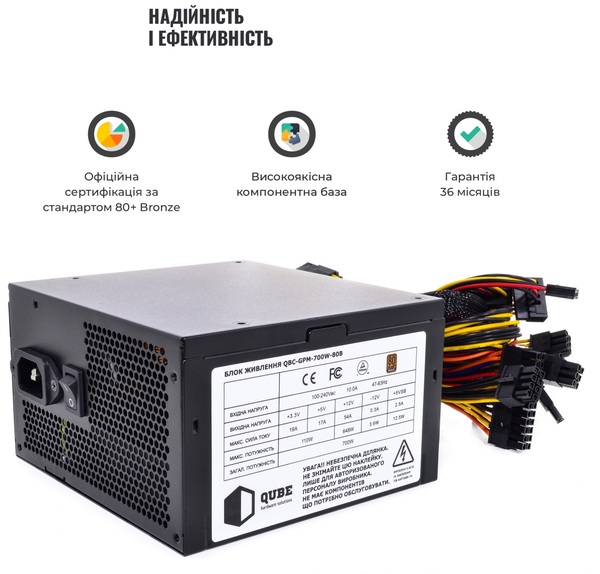 НАДІЙНІСТЬ
І ЕФЕКТИВНІСТЬ
Офіційна
сертифікація за
стандартом 80+ Bronze
Високоякісна
компонентна база
Гарантія
36 місяців
БЛОК ЖИВЛЕННЯ QBC-GPM-700W-80B
CE FC
ВХІДНА НАПРУГА 100-240Vac 10.0A 47-63Hz
ВИХІДНА НАПРУГА +3.3V +5V +12V -12V +5VSB
МАКС. СИЛА ТОКУ 19A 17A 54A 0.3A 2.5A
МАКС. ПОТУЖНІСТЬ 110W 648W 3.6W 12.5W
ЗАГАЛ. ПОТУЖНІСТЬ 700W
УВАГА!! НЕБЕЗПЕЧНА ДІЛЯНКА.
НЕ ЗНІМАЙТЕ ЦЮ НАКЛЕЙКУ.
ЛИШЕ ДЛЯ АВТОРИЗОВАНОГО
ПЕРСОНАЛУ ВИРОБНИКА.
НЕ МАЄ КОМПОНЕНТІВ
ЩО ПОТРІБНО ОБСЛУГОВУВАТИ.
QUBE
hardware solutions